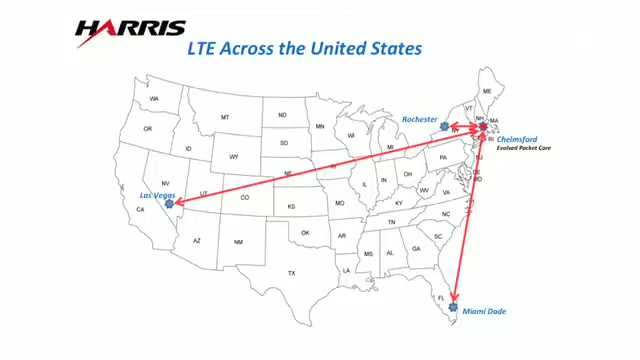 HARRIS
LTE Across the United States
ME
WA
VT
MT
ND
NH
MA
Rochester
OR
MN
NY
SD
WI
Chelmsford
ID
MI
RI
Evolved Packet Core
WY
PA
NJ
NE
OH
NV
UT
IL
IN
DE
MD
Las Vegas
CO
WV
VA
CA
KS
MO
KY
NC
TN
OK
AZ
NM
AR
SC
MS
AL
GA
TX
LA
FL
Miami Dade